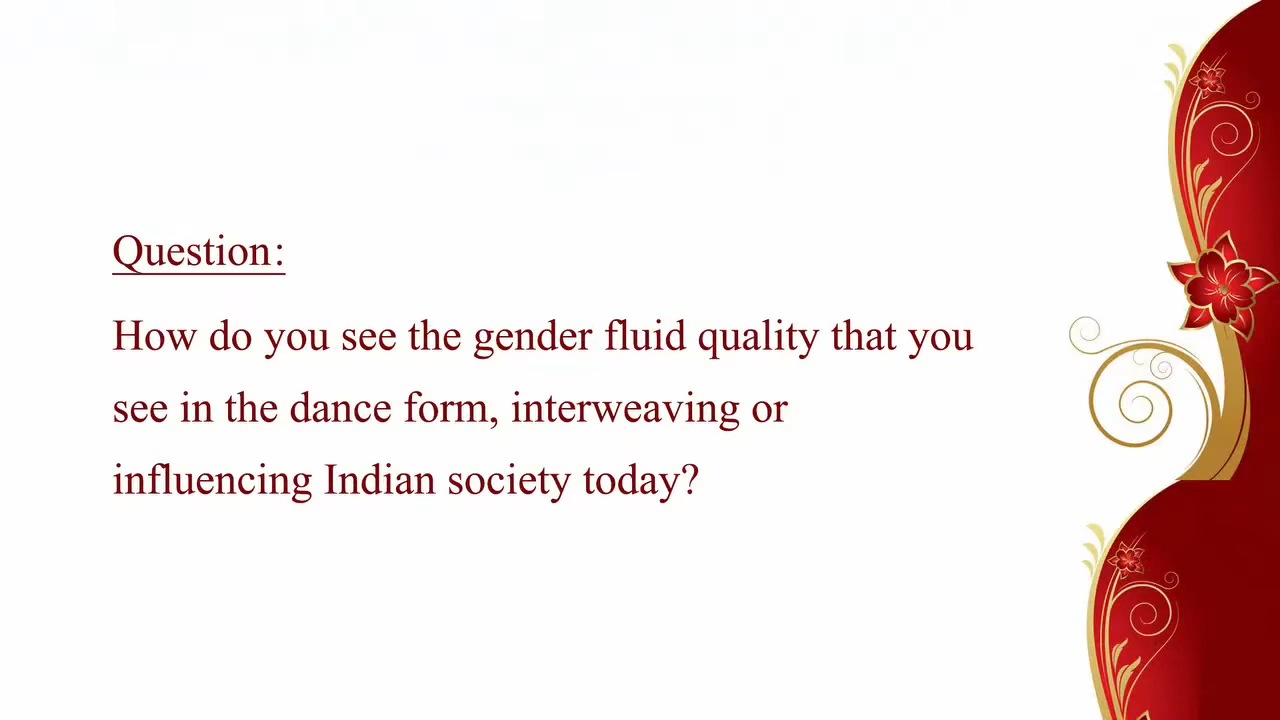 Question:
How do you see the gender fluid quality that you
see in the dance form, interweaving or
influencing Indian society today?